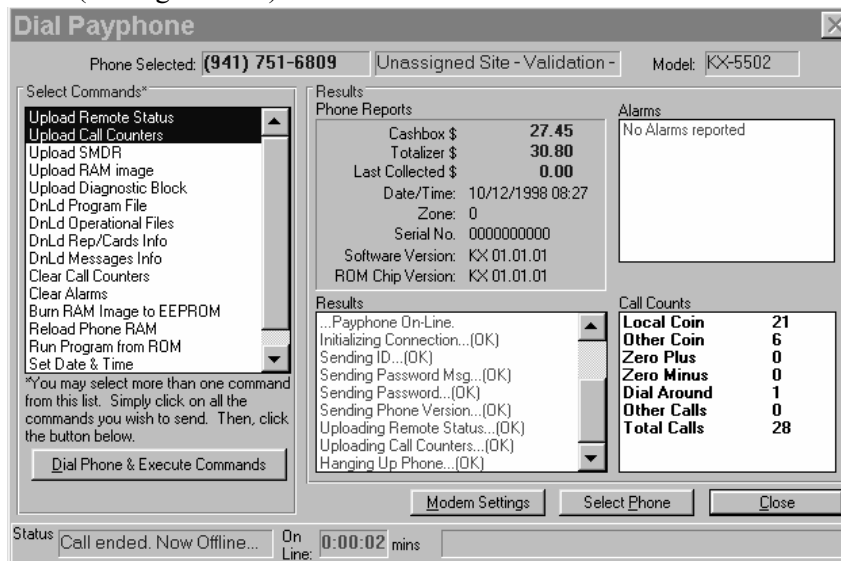 Dial Payphone
Phone Selected: (941) 751-6809 Unassigned Site - Validation - Model: KX-5502
Select Commands*
Upload Remote Status
Upload Call Counters
Upload SMDR
Upload RAM image
Upload Diagnostic Block
DnLd Program File
DnLd Operational Files
DnLd Rep/Cards Info
DnLd Messages Info
Clear Call Counters
Clear Alarms
Burn RAM Image to EEPROM
Reload Phone RAM
Run Program from ROM
Set Date & Time
*You may select more than one command
from this list. Simply click on all the
commands you wish to send. Then, click
the button below.
Dial Phone & Execute Commands
Results
Phone Reports
Cashbox $ 27.45
Totalizer $ 30.80
Last Collected $ 0.00
Date/Time: 10/12/1998 08:27
Zone: 0
Serial No. 0000000000
Software Version: KX 01.01.01
ROM Chip Version: KX 01.01.01
Alarms
No Alarms reported
Results
...Payphone On-Line.
Initializing Connection...(OK)
Sending ID...(OK)
Sending Password Msg...(OK)
Sending Password...(OK)
Sending Phone Version...(OK)
Uploading Remote Status...(OK)
Uploading Call Counters...(OK)
Hanging Up Phone...(OK)
Call Counts
Local Coin 21
Other Coin 6
Zero Plus 0
Zero Minus 0
Dial Around 1
Other Calls 0
Total Calls 28
Modem Settings Select Phone Close
Status Call ended. Now Offline... On Line: 0:00:02 mins